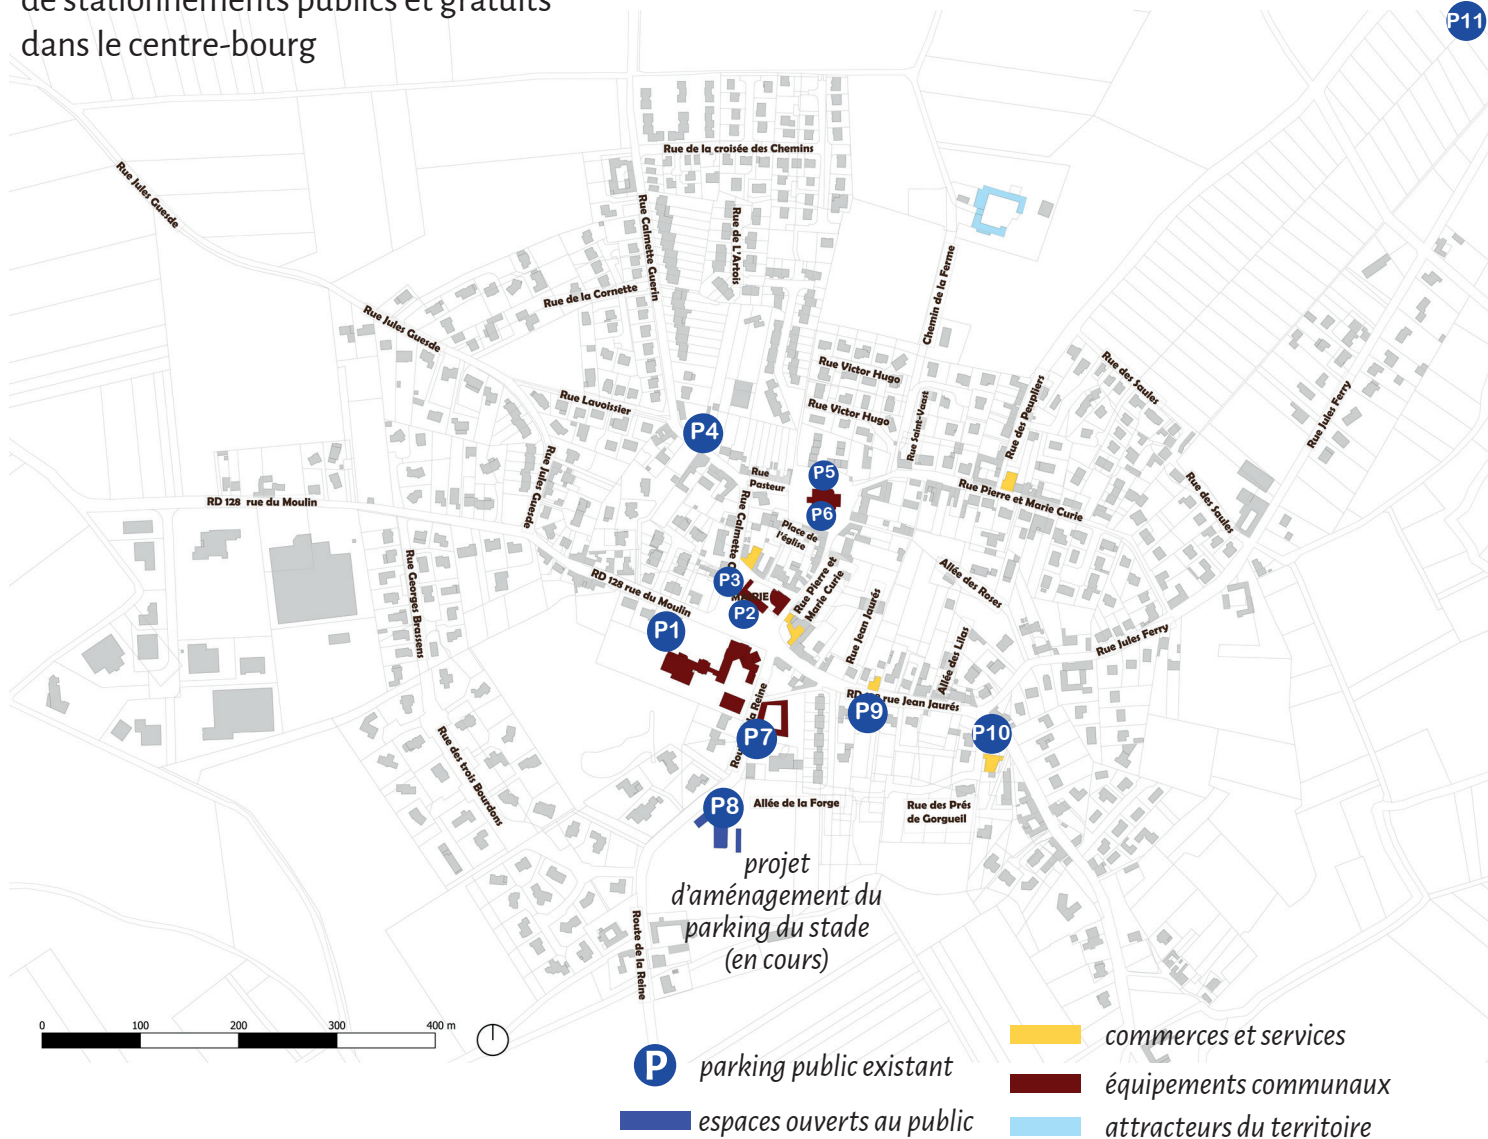 de stationnements publics et gratuits
dans le centre-bourg
P11
Rue de la croisée des Chemins
Rue Jules Guesde
Rue Calmette Guerin
Rue de L'Artois
Rue de la Cornette
Chemin de la Ferme
Rue Jules Guesde
Rue Victor Hugo
Rue des Saules
Rue des Peupliers
Rue Jules Ferry
Rue Lavoissier
Rue Victor Hugo
Rue Saint-Vaast
P4
Rue Jules Guesde
Rue
Pasteur
P5
Rue Pierre et Marie Curie
Rue des Saules
RD 128 rue du Moulin
P6
Rue Calmette
Place de
l'église
Rue Georges Brassens
RD 128 rue du Moulin
P3
MAIRIE
P2
Rue Pierre et
Marie Curie
Allée des Roses
P1
Rue Jean Jaurés
Allée des Lilas
Rue Jules Ferry
la Reine
RD rue Jean Jaurés
P9
P7
P10
Rue des trois Bourdons
P8
Allée de la Forge
Rue des Prés
de Gorgueil
projet
d'aménagement du
parking du stade
(en cours)
Route de la Reine
0 100 200 300 400 m
P parking public existant
espaces ouverts au public
commerces et services
équipements communaux
attracteurs du territoire